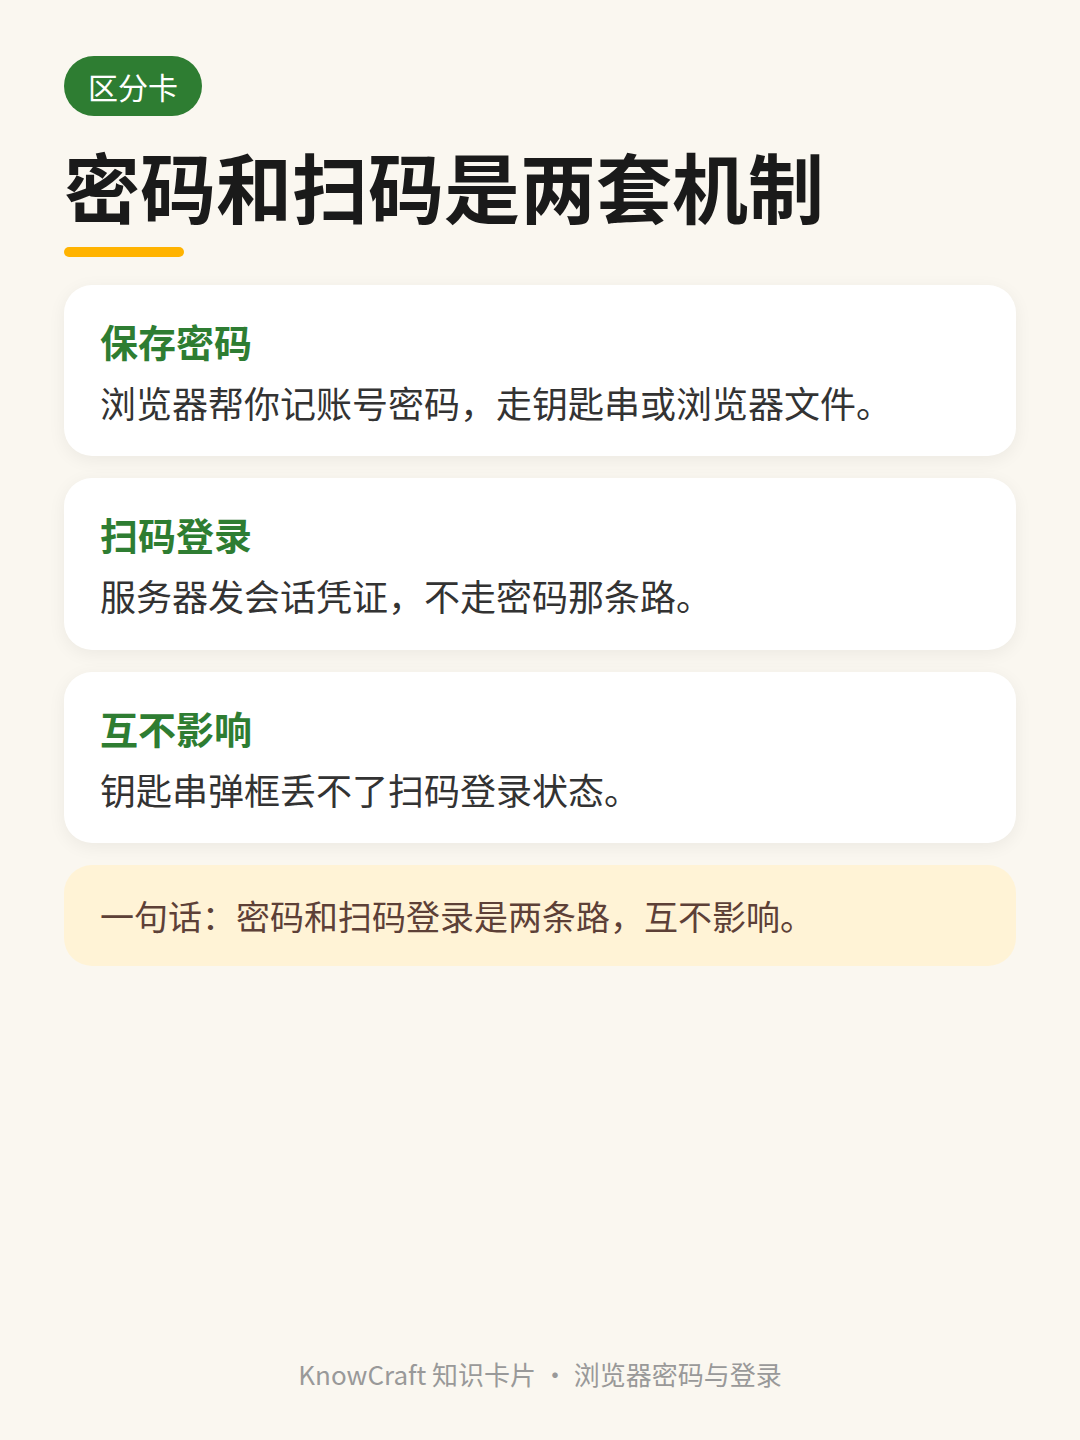 区分卡
密码和扫码是两套机制
保存密码
浏览器帮你记账号密码，走钥匙串或浏览器文件。
扫码登录
服务器发会话凭证，不走密码那条路。
互不影响
钥匙串弹框丢不了扫码登录状态。
一句话：密码和扫码登录是两条路，互不影响。
KnowCraft 知识卡片 · 浏览器密码与登录